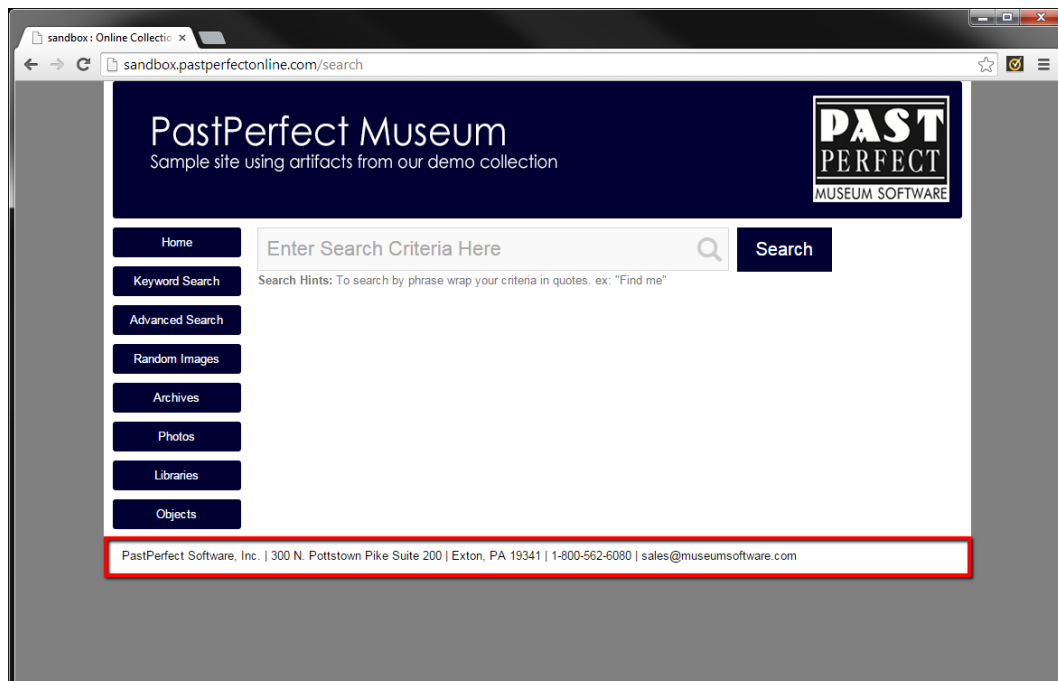 sandbox : Online Collectio
sandbox.pastperfectonline.com/search
PastPerfect Museum
Sample site using artifacts from our demo collection
PAST
PERFECT
MUSEUM SOFTWARE
Home
Enter Search Criteria Here
Search
Keyword Search
Search Hints: To search by phrase wrap your criteria in quotes. ex: "Find me"
Advanced Search
Random Images
Archives
Photos
Libraries
Objects
PastPerfect Software, Inc. | 300 N. Pottstown Pike Suite 200 | Exton, PA 19341 | 1-800-562-6080 | sales@museumsoftware.com